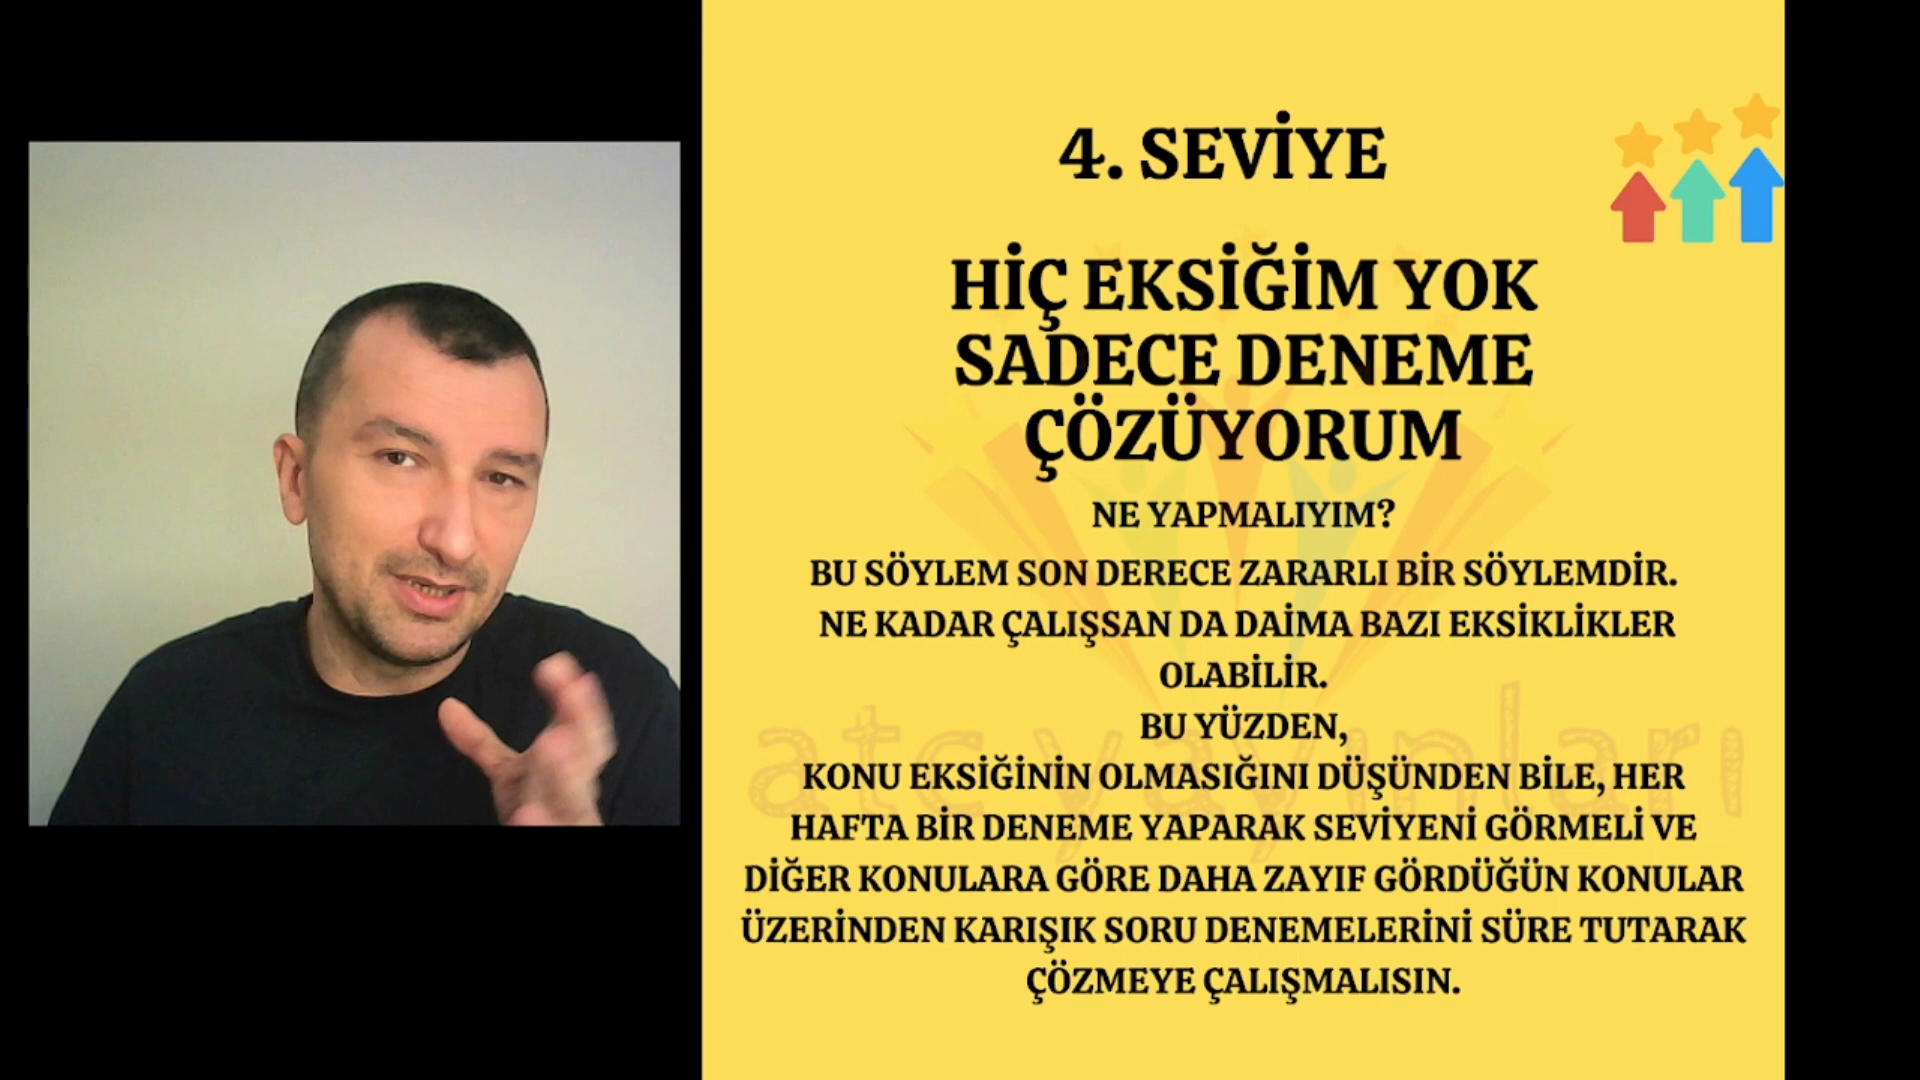 4. SEVİYE
HİÇ EKSİĞİM YOK
SADECE DENEME
ÇÖZÜYORUM
NE YAPMALIYIM?
BU SÖYLEM SON DERECE ZARARLI BİR SÖYLEMDİR.
NE KADAR ÇALIŞSAN DA DAİMA BAZI EKSİKLİKLER
OLABİLİR.
BU YÜZDEN,
KONU EKSİĞİNİN OLMASIĞINI DÜŞÜNDEN BİLE, HER
HAFTA BİR DENEME YAPARAK SEVİYENİ GÖRMELİ VE
DİĞER KONULARA GÖRE DAHA ZAYIF GÖRDÜĞÜN KONULAR
ÜZERİNDEN KARIŞIK SORU DENEMELERİNİ SÜRE TUTARAK
ÇÖZMEYE ÇALIŞMALISIN.
atc yayınları